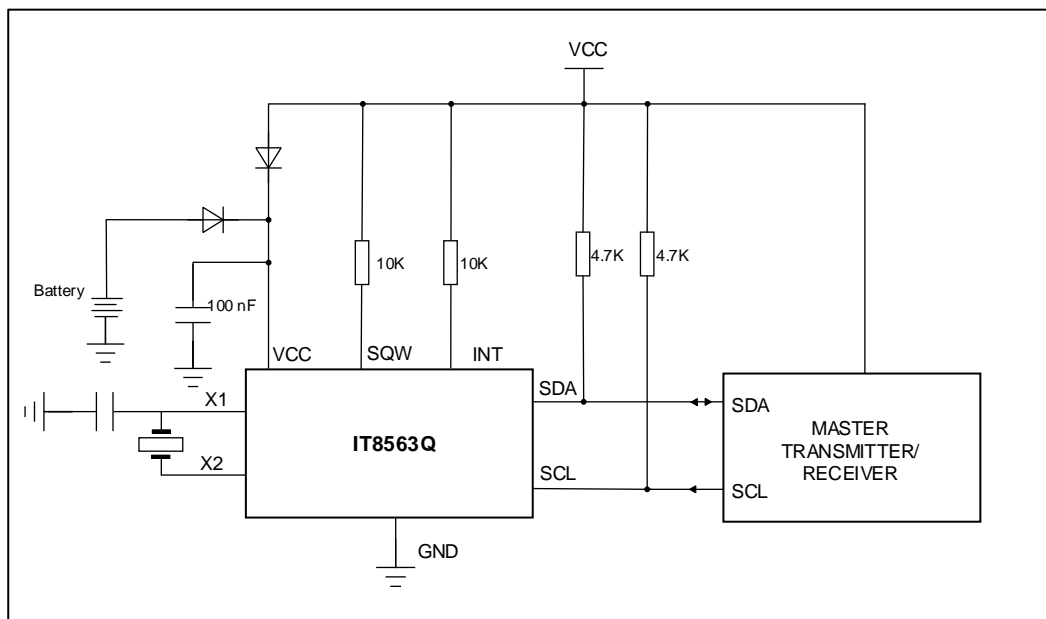 VCC
10K
10K
4.7K
4.7K
Battery
100 nF
VCC
SQW
INT
X1
X2
IT8563Q
SDA
SCL
SDA
MASTER
TRANSMITTER/
RECEIVER
SCL
GND